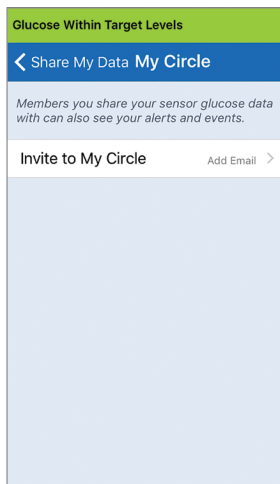 Glucose Within Target Levels
Share My Data My Circle
Members you share your sensor glucose data
with can also see your alerts and events.
Invite to My Circle Add Email